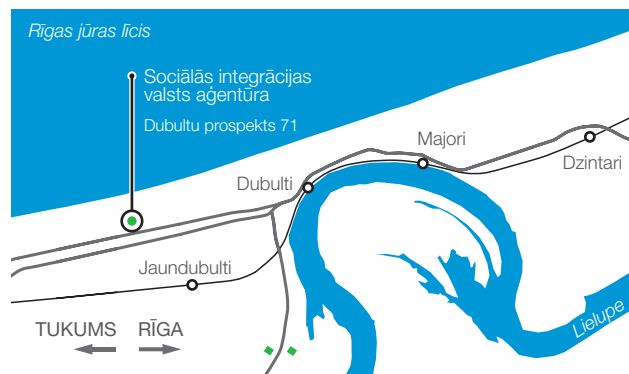 Rīgas jūras līcis
Sociālās integrācijas
valsts aģentūra
Dubultu prospekts 71
Majori
Dzintari
Dubulti
Jaundubulti
TUKUMS RĪGA
Lielupe